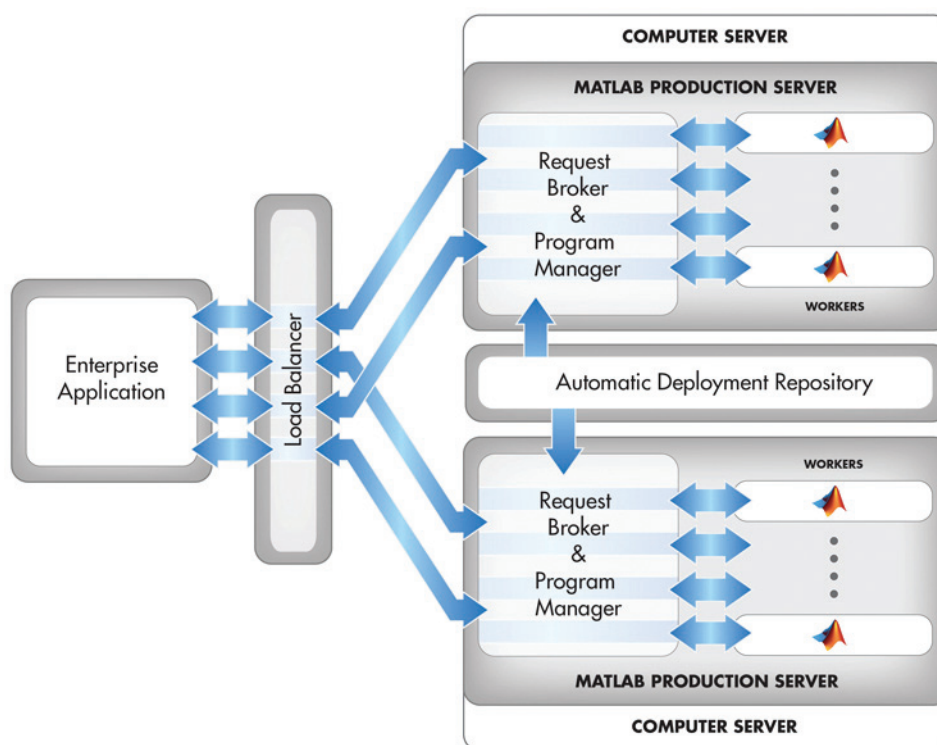 COMPUTER SERVER
MATLAB PRODUCTION SERVER
Request
Broker
&
Program
Manager
WORKERS
Enterprise
Application
Load Balancer
Automatic Deployment Repository
WORKERS
Request
Broker
&
Program
Manager
MATLAB PRODUCTION SERVER
COMPUTER SERVER